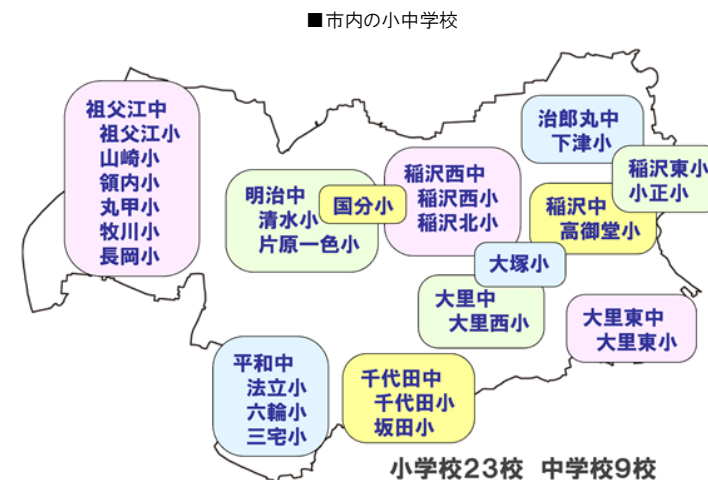 ■市内の小中学校
祖父江中
祖父江小
山崎小
領内小
丸甲小
牧川小
長岡小
明治中
清水小
片原一色小
国分小
稲沢西中
稲沢西小
稲沢北小
治郎丸中
下津小
稲沢東小
小正小
稲沢中
高御堂小
大塚小
大里中
大里西小
大里東中
大里東小
平和中
法立小
六輪小
三宅小
千代田中
千代田小
坂田小
小学校23校 中学校9校